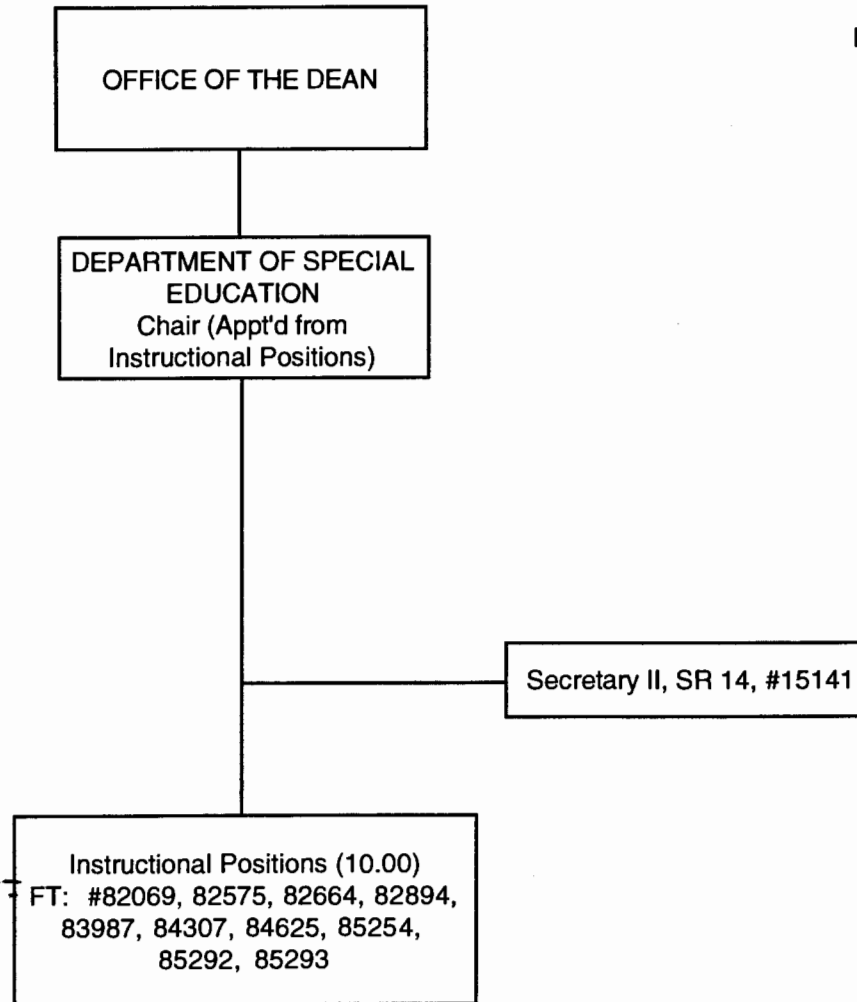 OFFICE OF THE DEAN
DEPARTMENT OF SPECIAL
EDUCATION
Chair (Appt'd from
Instructional Positions)
Secretary II, SR 14, #15141
Instructional Positions (10.00)
FT: #82069, 82575, 82664, 82894,
83987, 84307, 84625, 85254,
85292, 85293